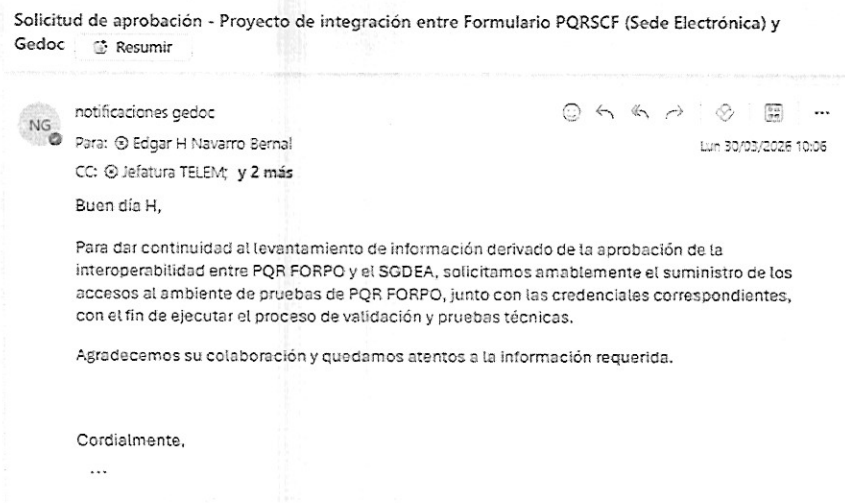 Solicitud de aprobación - Proyecto de integración entre Formulario PQRSCF (Sede Electrónica) y
Gedoc Resumir
notificaciones gedoc
NG
Para: Edgar H Navarro Bernal
Lun 30/03/2026 10:06
CC: Jefatura TELEM; y 2 más
Buen día H,
Para dar continuidad al levantamiento de información derivado de la aprobación de la
interoperabilidad entre PQR FORPO y el SGDEA, solicitamos amablemente el suministro de los
accesos al ambiente de pruebas de PQR FORPO, junto con las credenciales correspondientes,
con el fin de ejecutar el proceso de validación y pruebas técnicas.
Agradecemos su colaboración y quedamos atentos a la información requerida.
Cordialmente,
...